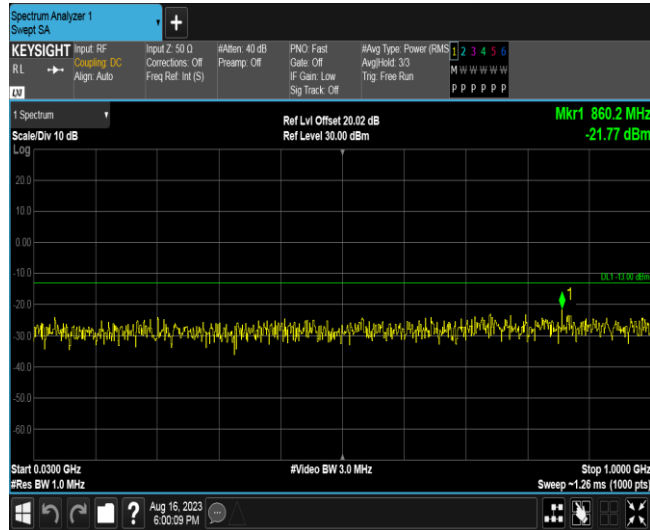 Spectrum Analyzer 1
Swept SA
+
KEYSIGHT Input: RF Input Z: 50 Ω #Atten: 40 dB PNO: Fast #Avg Type: Power (RMS 1 2 3 4 5 6
RL Coupling: DC Corrections: Off Preamp: Off Gate: Off Avg|Hold: 3/3 M W W W W W
Align: Auto Freq Ref: Int (S) IF Gain: Low Trig: Free Run
LXI Sig Track: Off P P P P P P
1 Spectrum Ref Lvl Offset 20.02 dB Mkr1 860.2 MHz
Scale/Div 10 dB Ref Level 30.00 dBm -21.77 dBm
Log
20.0
10.0
0.00
-10.0
DL1 -13.00 dBm
1
-20.0
-30.0
-40.0
-50.0
-60.0
Start 0.0300 GHz #Video BW 3.0 MHz Stop 1.0000 GHz
#Res BW 1.0 MHz Sweep ~1.26 ms (1000 pts)
? Aug 16, 2023
6:00:09 PM